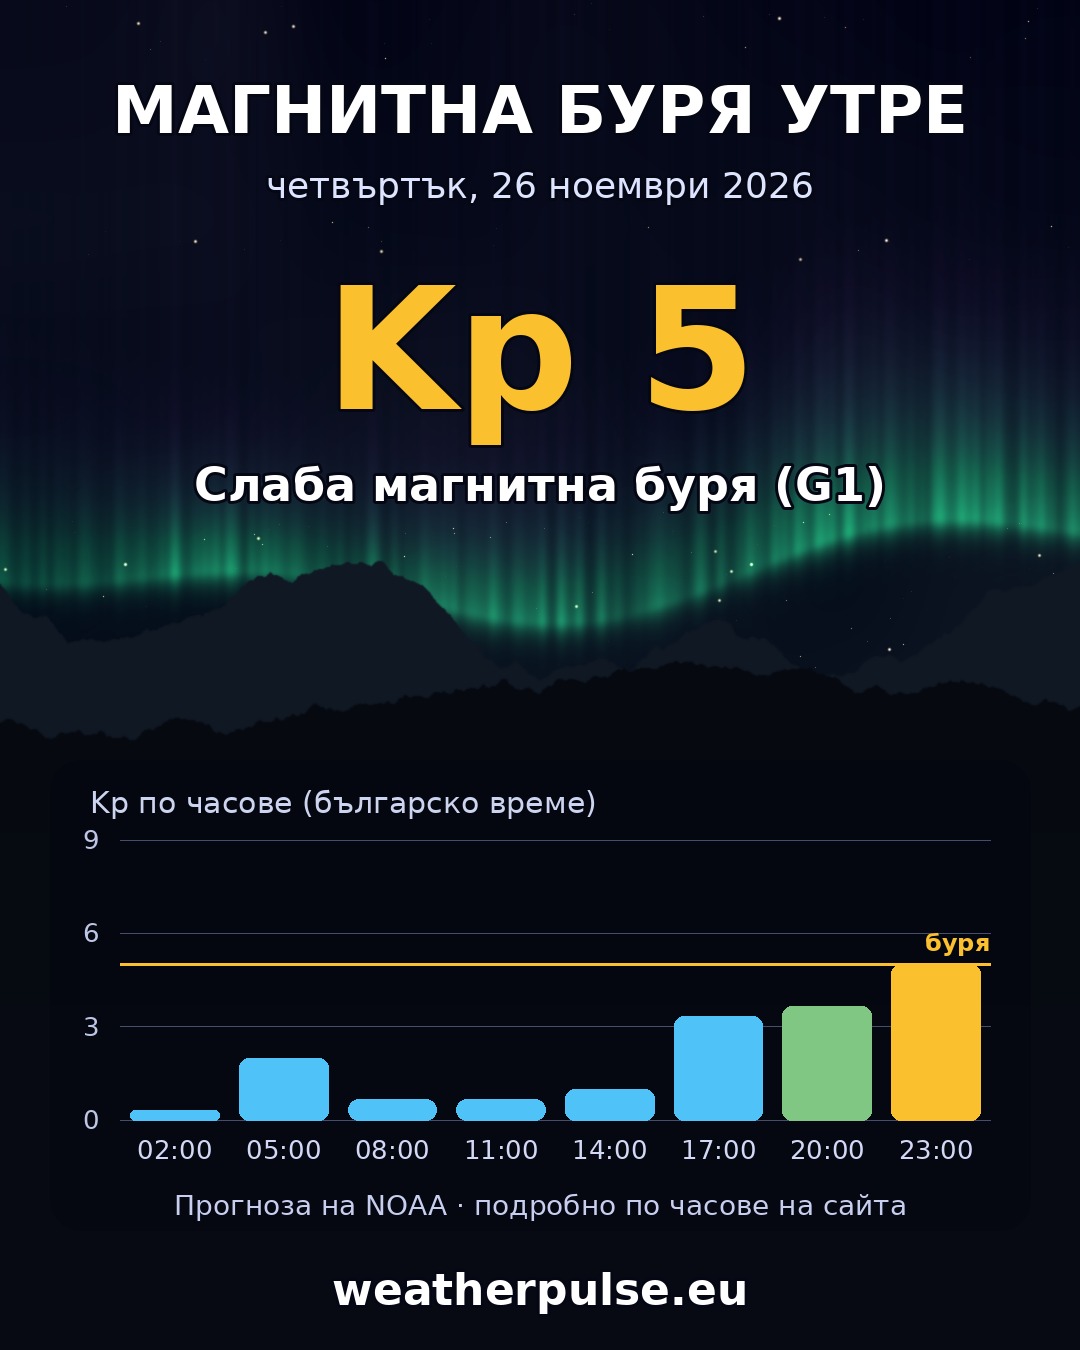 МАГНИТНА БУРЯ УТРЕ
четвъртък, 26 ноември 2026
Kp 5
Слаба магнитна буря (G1)
Kp по часове (българско време)
9
6
буря
3
0
02:00 05:00 08:00 11:00 14:00 17:00 20:00 23:00
Прогноза на NOAA · подробно по часове на сайта
weatherpulse.eu